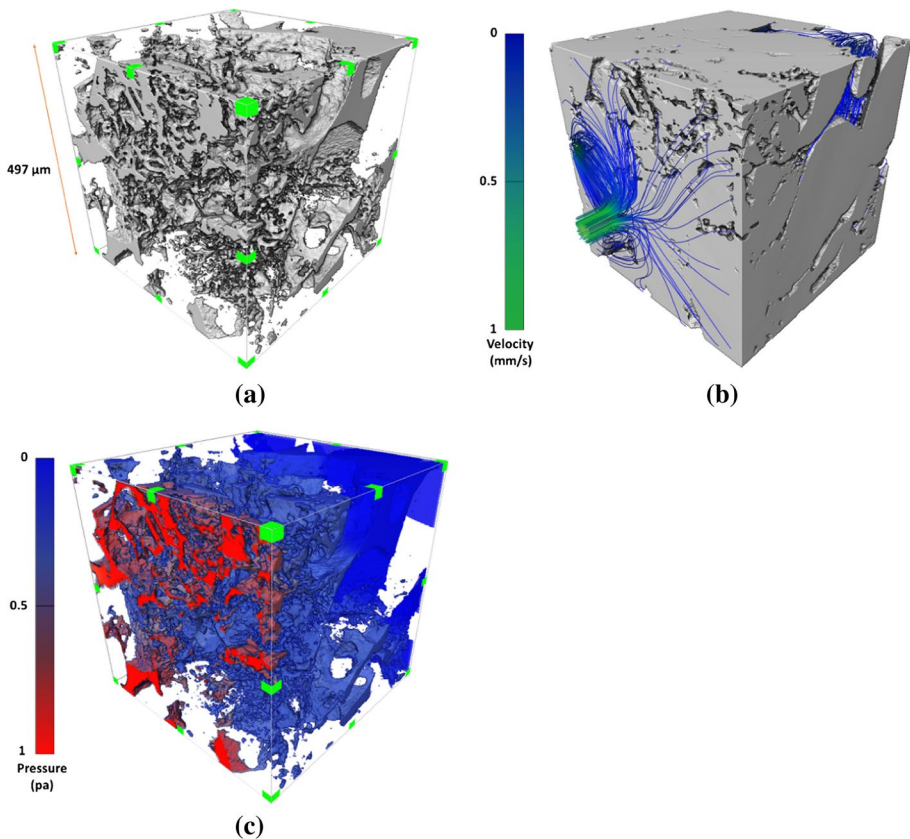 497 µm
0
0.5
1
Velocity
(mm/s)
(a)
(b)
0
0.5
1
Pressure
(pa)
(c)